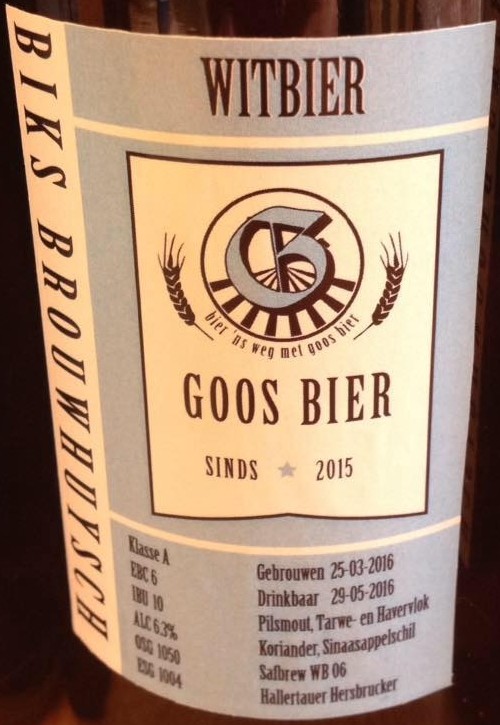 BIKS BROUWHUYSCH
WITBIER
bier 'ns weg met goos bier
GOOS BIER
SINDS 2015
Klasse A
EBC 6
IBU 10
ALC 6.3%
OSG 1050
ESG 1004
Gebrouwen 25-03-2016
Drinkbaar 29-05-2016
Pilsmout, Tarwe- en Havervlok
Koriander, Sinaasappelschil
Safbrew WB 06
Hallertauer Hersbrucker